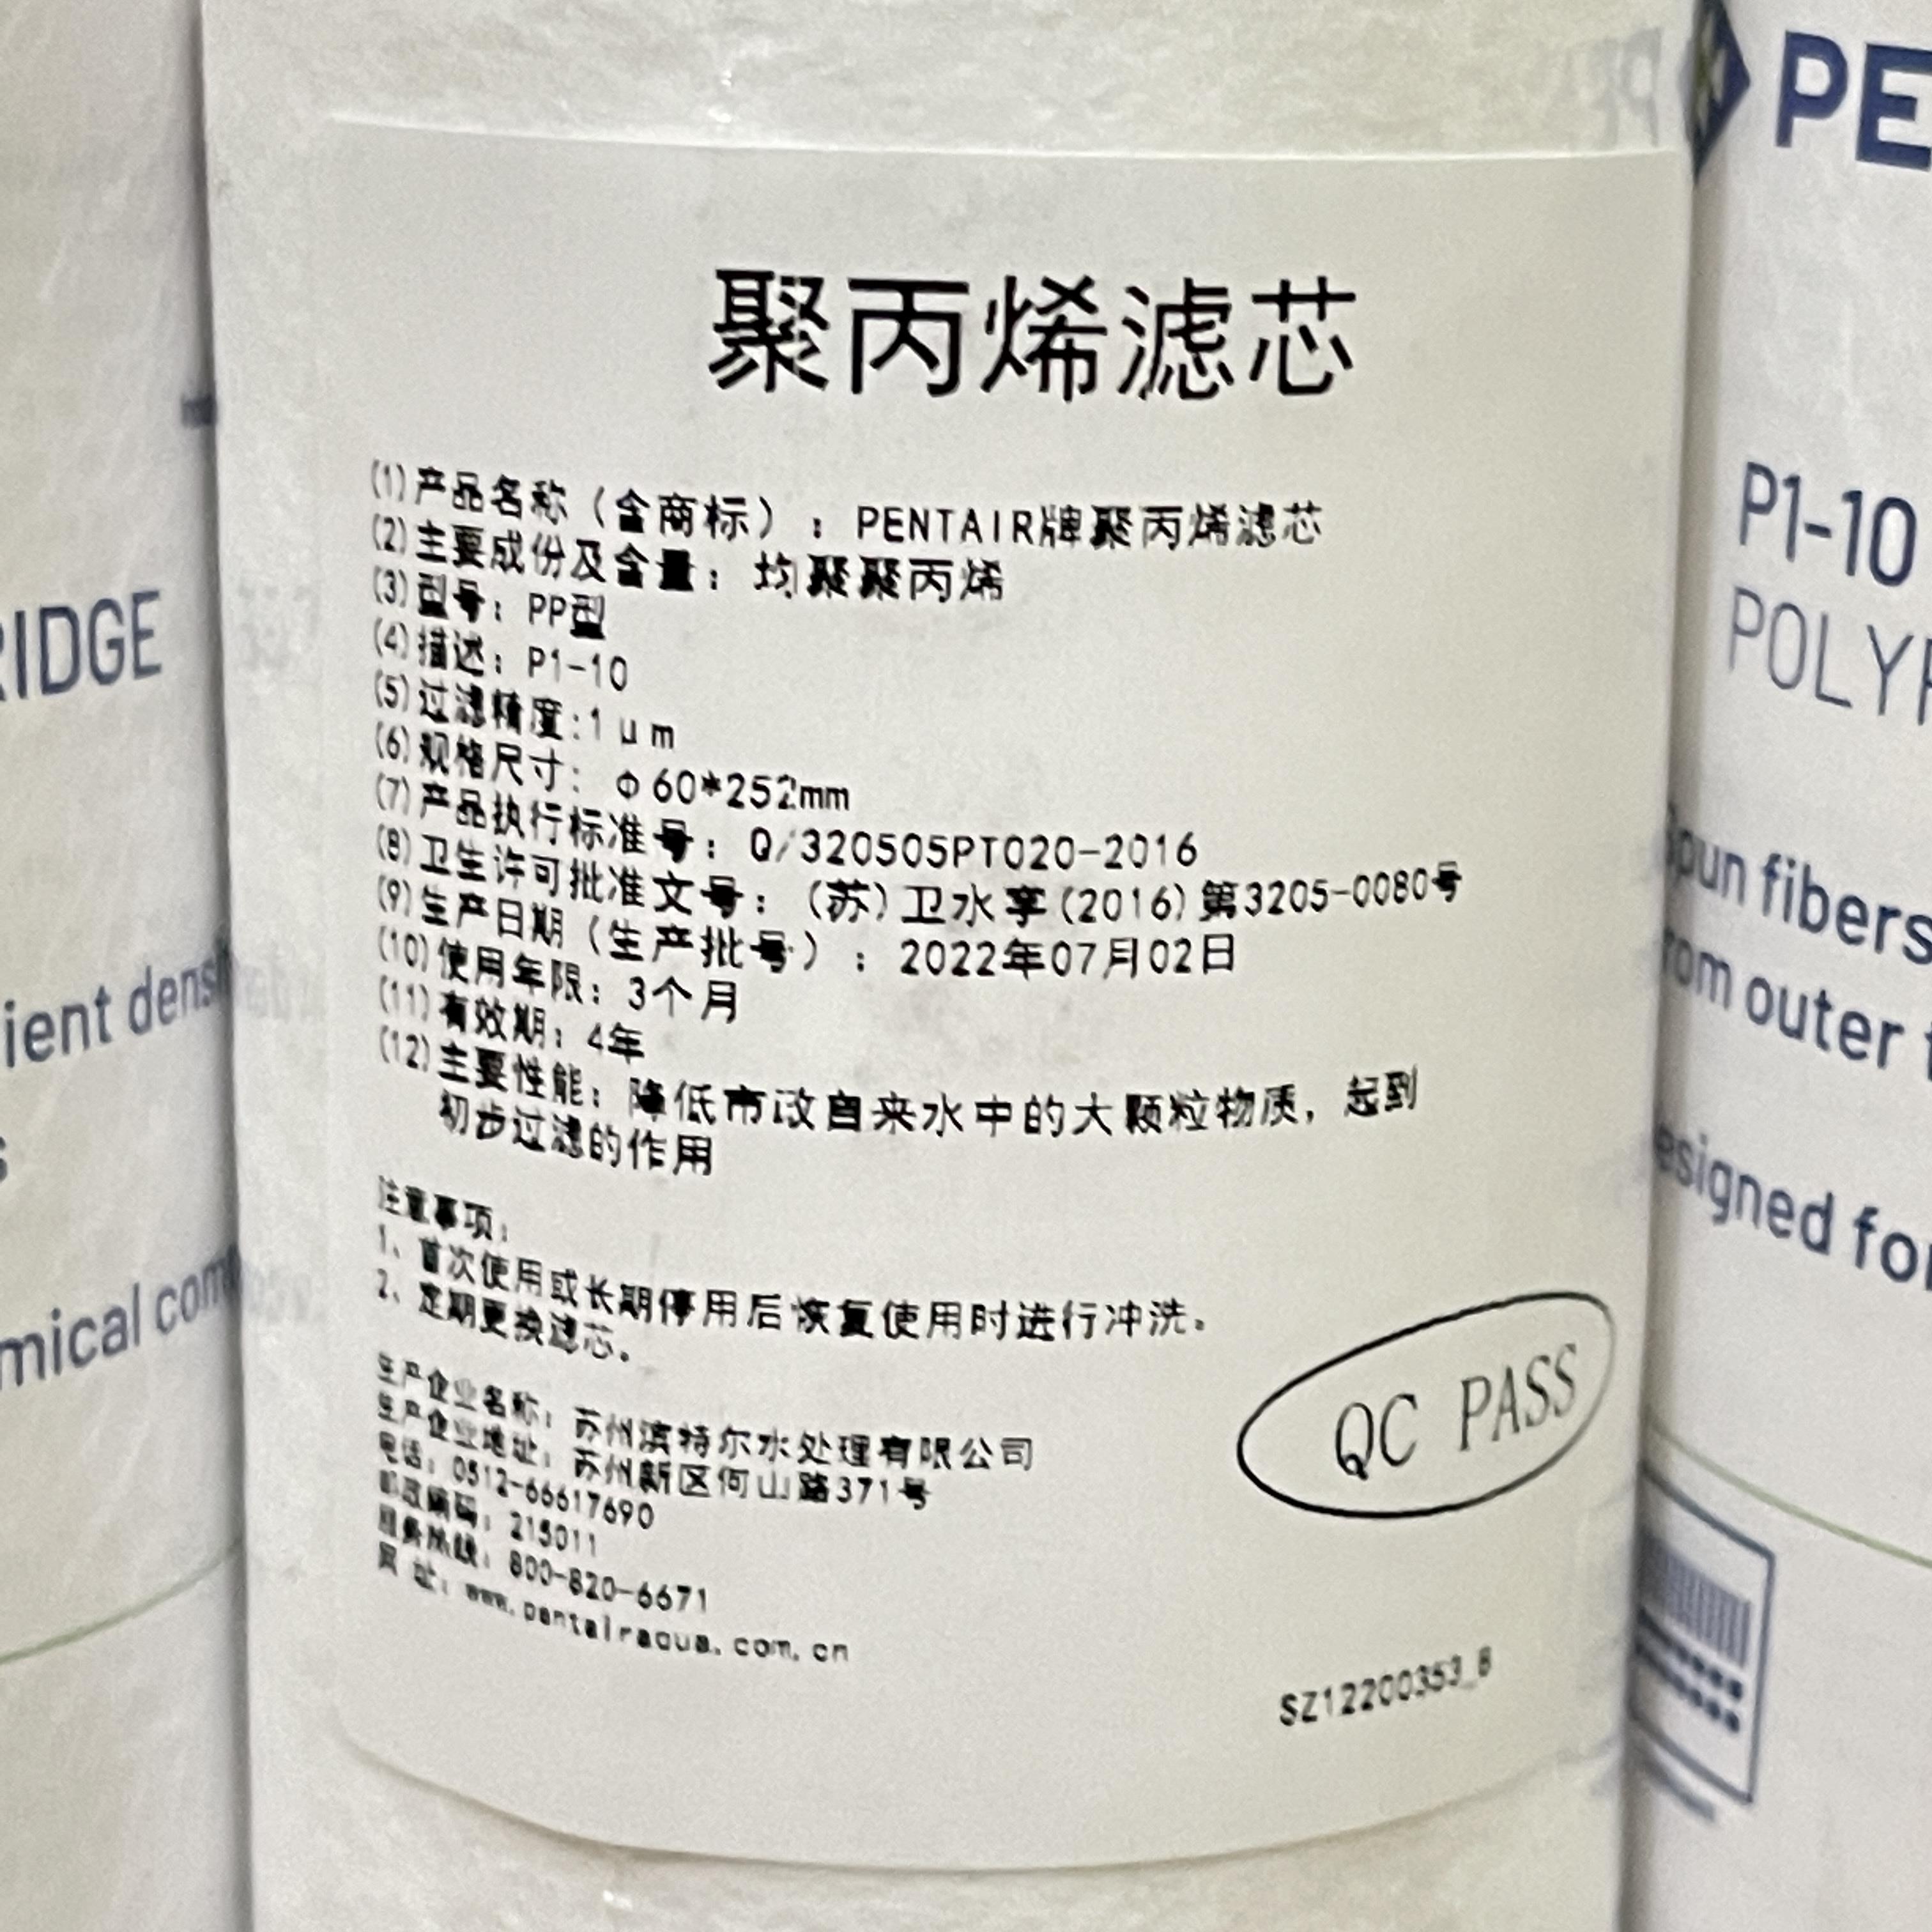 聚丙烯滤芯
(1)产品名称（含商标）：PENTAIR牌聚丙烯滤芯
(2)主要成份及含量：均聚聚丙烯
(3)型号：PP型
(4)描述：P1-10
(5)过滤精度:1μm
(6)规格尺寸：Φ60*252mm
(7)产品执行标准号：Q/320505PT020-2016
(8)卫生许可批准文号：(苏)卫水字(2016)第3205-0080号
(9)生产日期（生产批号）：2022年07月02日
(10)使用年限：3个月
(11)有效期：4年
(12)主要性能：降低市政自来水中的大颗粒物质，起到
初步过滤的作用
注意事项：
1、首次使用或长期停用后恢复使用时进行冲洗。
2、定期更换滤芯。
生产企业名称：苏州滨特尔水处理有限公司
生产企业地址：苏州新区何山路371号
电话：0512-66617690
邮政编码：215011
服务热线：800-820-6671
网 址：www.pentairaqua.com.cn
QC PASS
SZ12200353_B
RIDGE
ient densi
mical com
PE
P1-10
POLYP
Spun fibers
rom outer
esigned for